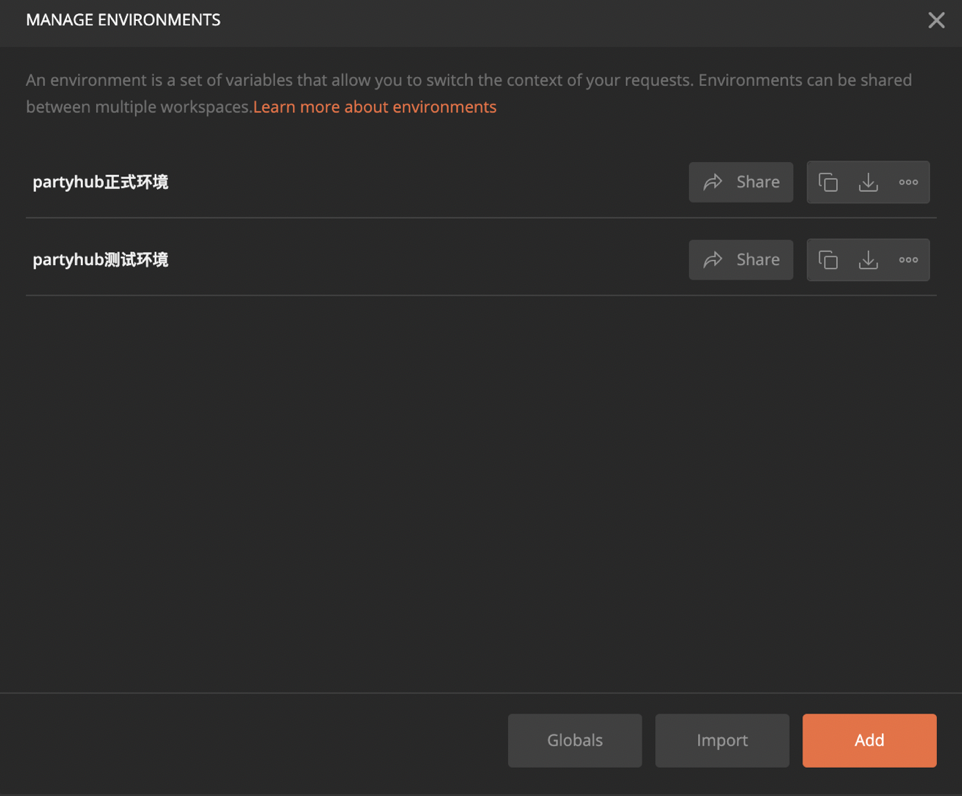 MANAGE ENVIRONMENTS
An environment is a set of variables that allow you to switch the context of your requests. Environments can be shared
between multiple workspaces.Learn more about environments
partyhub正式环境 Share
partyhub测试环境 Share
Globals Import Add